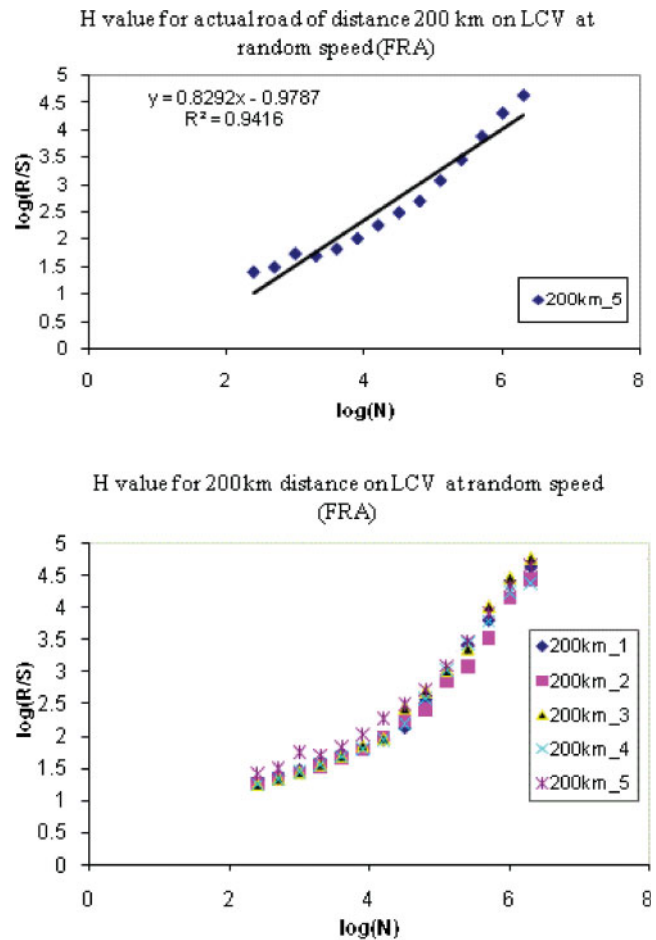 H value for actual road of distance 200 km on LCV at
random speed (FRA)
5
4.5
4
3.5
3
2.5
2
1.5
1
0.5
0
log(R/S)
y = 0.8292x - 0.9787
R² = 0.9416
200km_5
0 2 4 6 8
log(N)
H value for 200km distance on LCV at random speed
(FRA)
5
4.5
4
3.5
3
2.5
2
1.5
1
0.5
0
log(R/S)
200km_1
200km_2
200km_3
200km_4
200km_5
0 2 4 6 8
log(N)